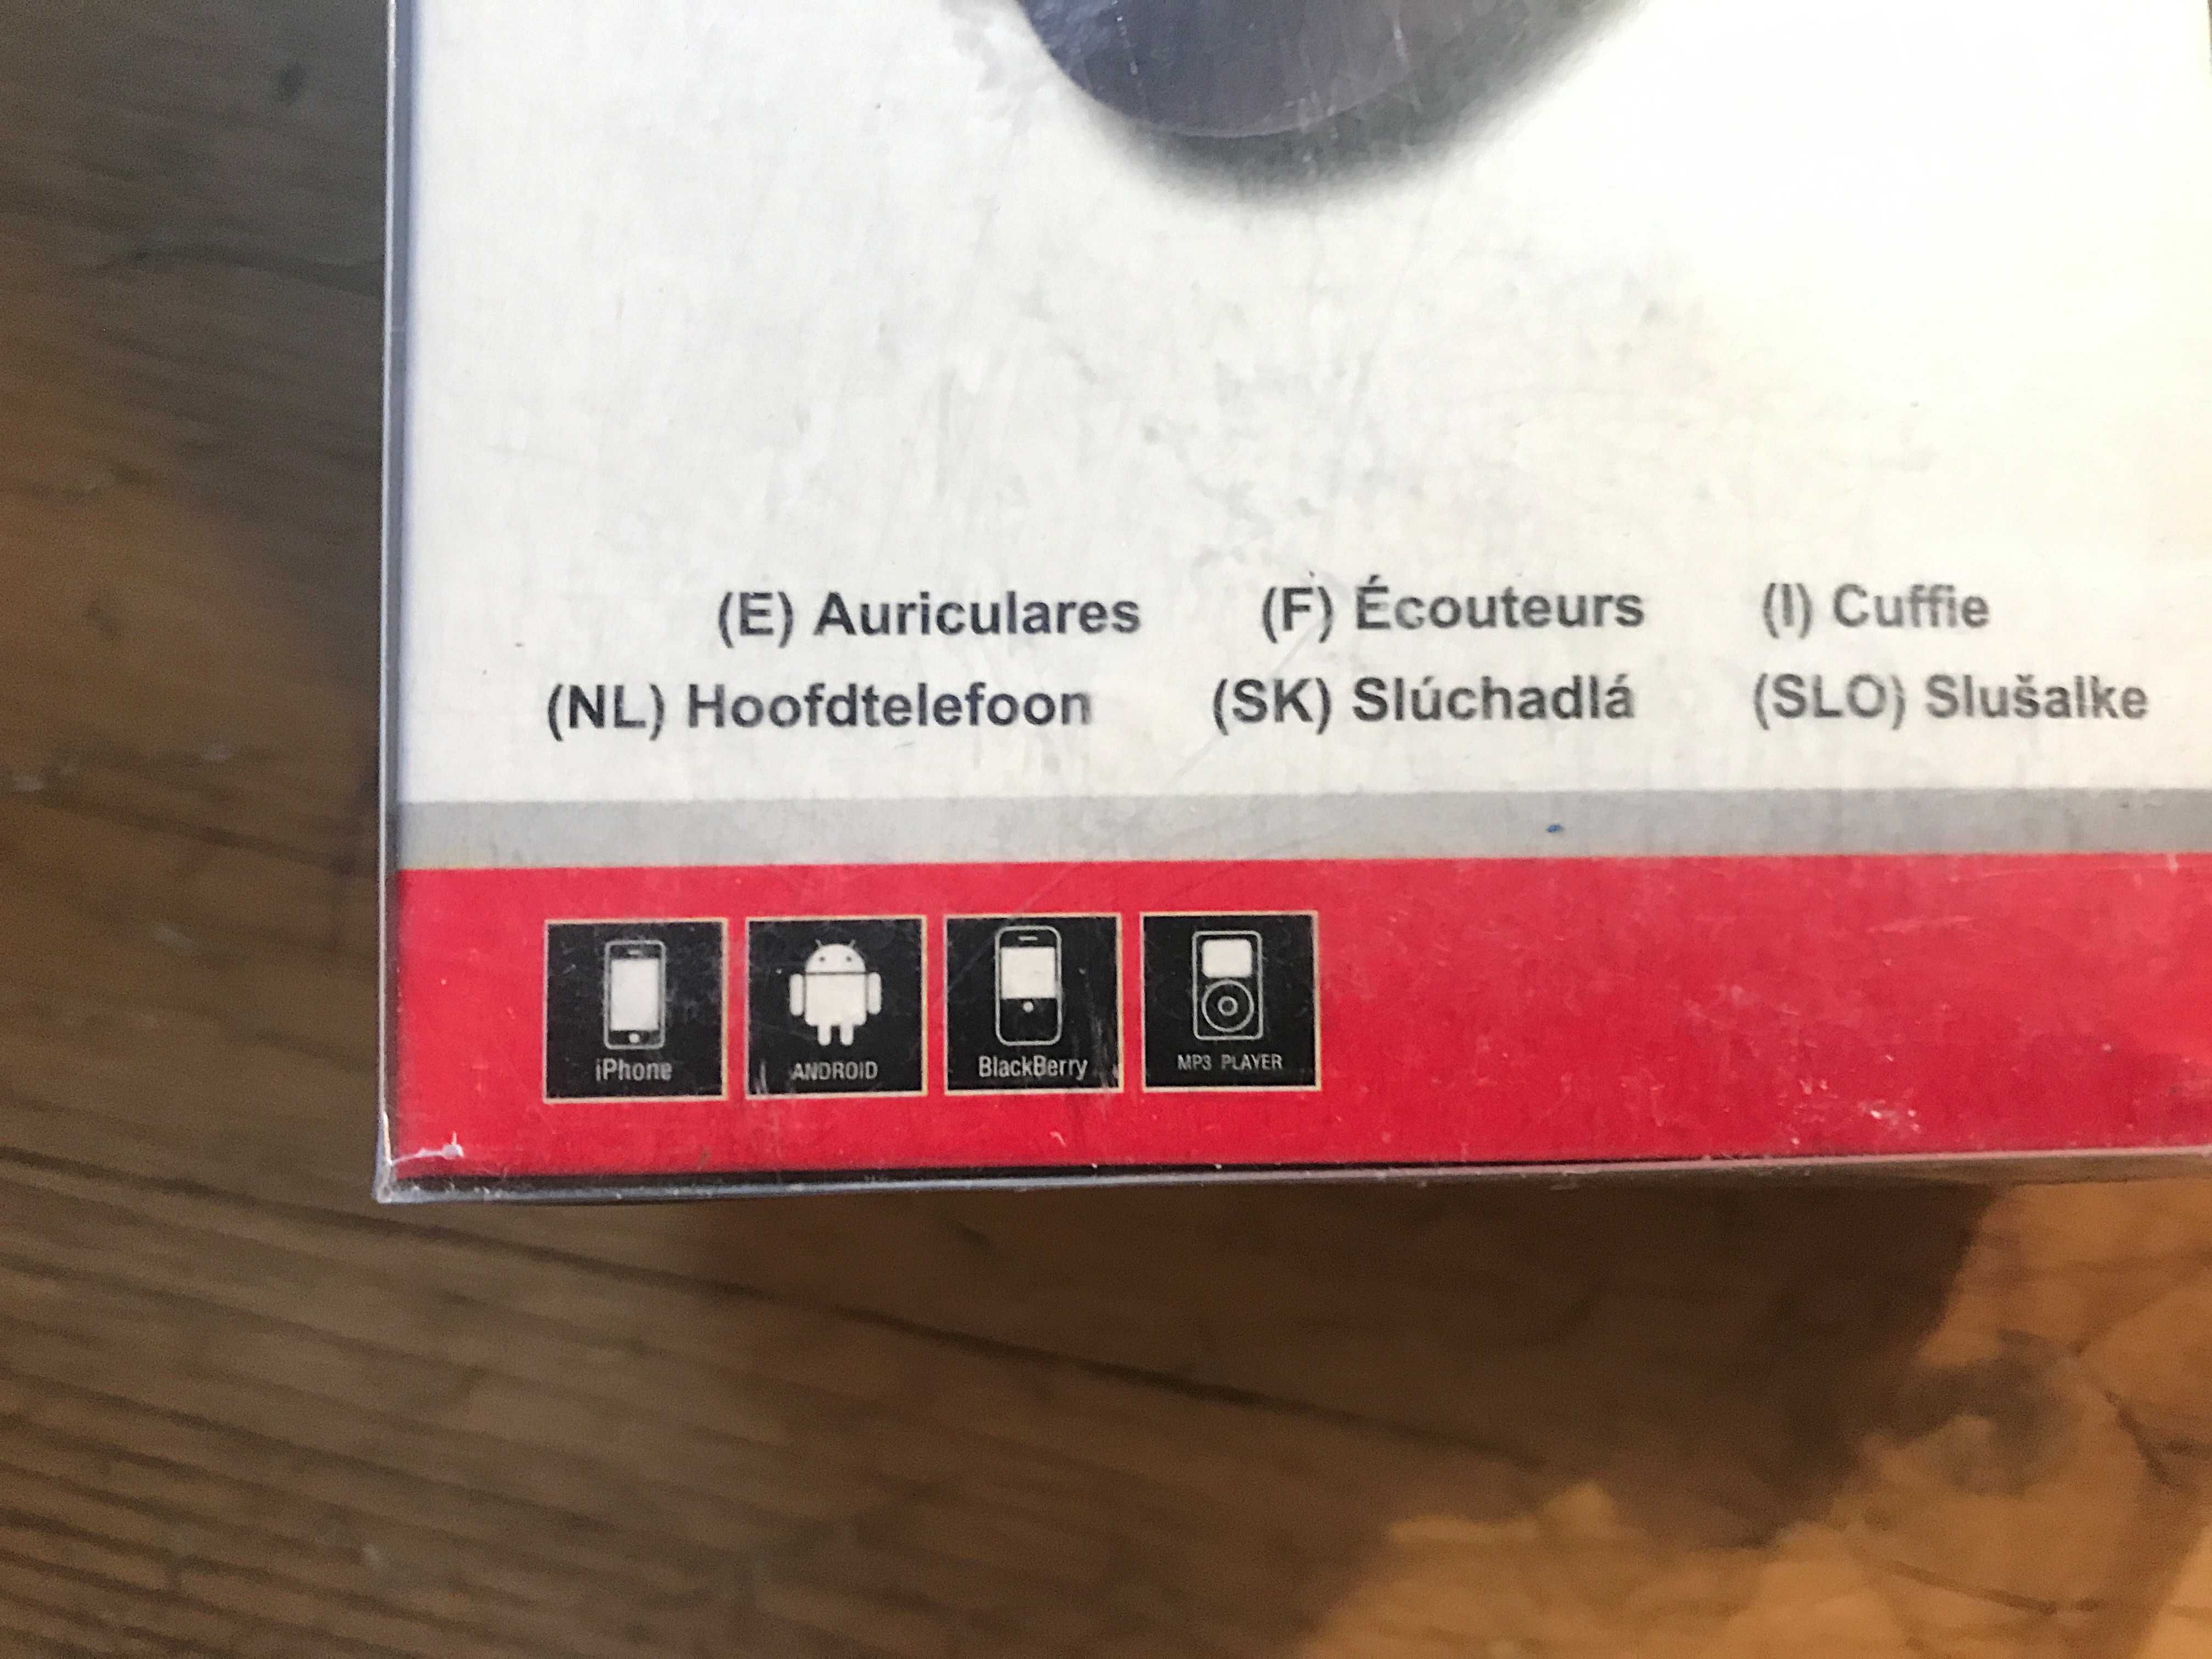 (E) Auriculares (F) Écouteurs (I) Cuffie
(NL) Hoofdtelefoon (SK) Slúchadlá (SLO) Slušalke
iPhone ANDROID BlackBerry MP3 PLAYER